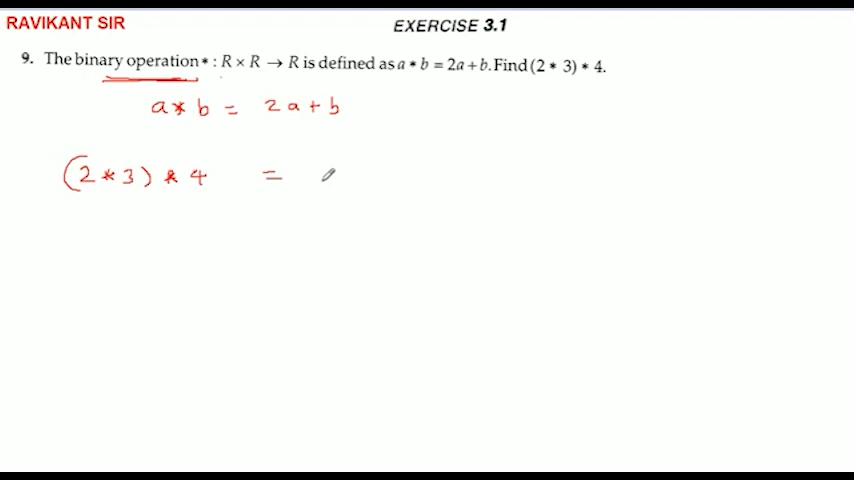 RAVIKANT SIR
EXERCISE 3.1
9. The binary operation * : R × R → R is defined as a * b = 2a + b. Find (2 * 3) * 4.
a * b = 2a + b
(2 * 3) * 4 =